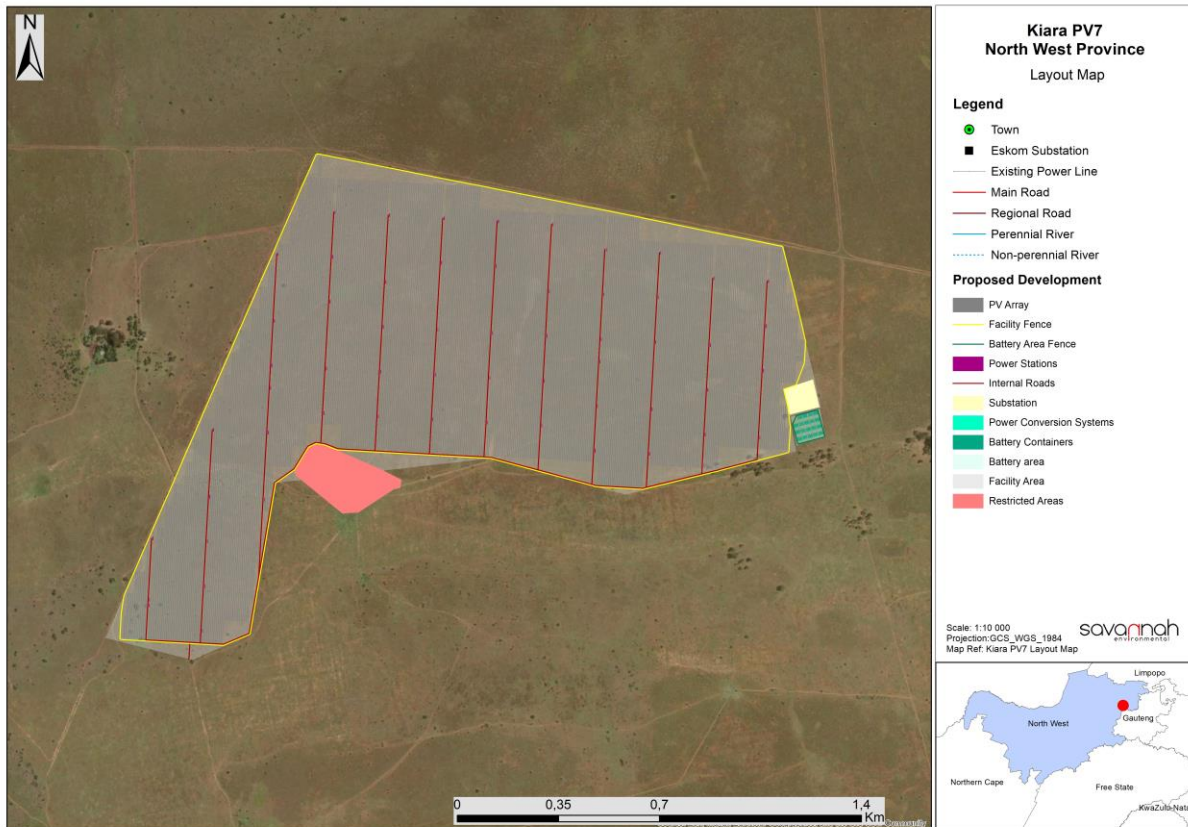 N
Kiara PV7
North West Province
Layout Map
Legend
Town
Eskom Substation
Existing Power Line
Main Road
Regional Road
Perennial River
Non-perennial River
Proposed Development
PV Array
Facility Fence
Battery Area Fence
Power Stations
Internal Roads
Substation
Power Conversion Systems
Battery Containers
Battery area
Facility Area
Restricted Areas
Scale: 1:10 000
Projection:GCS_WGS_1984
Map Ref: Kiara PV7 Layout Map
savannah
environmental
Limpopo
North West
Gauteng
Northern Cape
Free State
KwaZulu-Nata
0 0,35 0,7 1,4
Km
Community